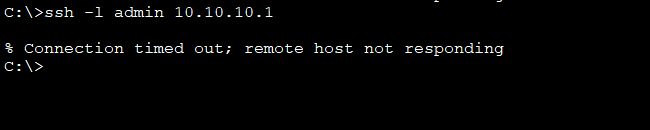 C:\>ssh -l admin 10.10.10.1
% Connection timed out; remote host not responding
C:\>